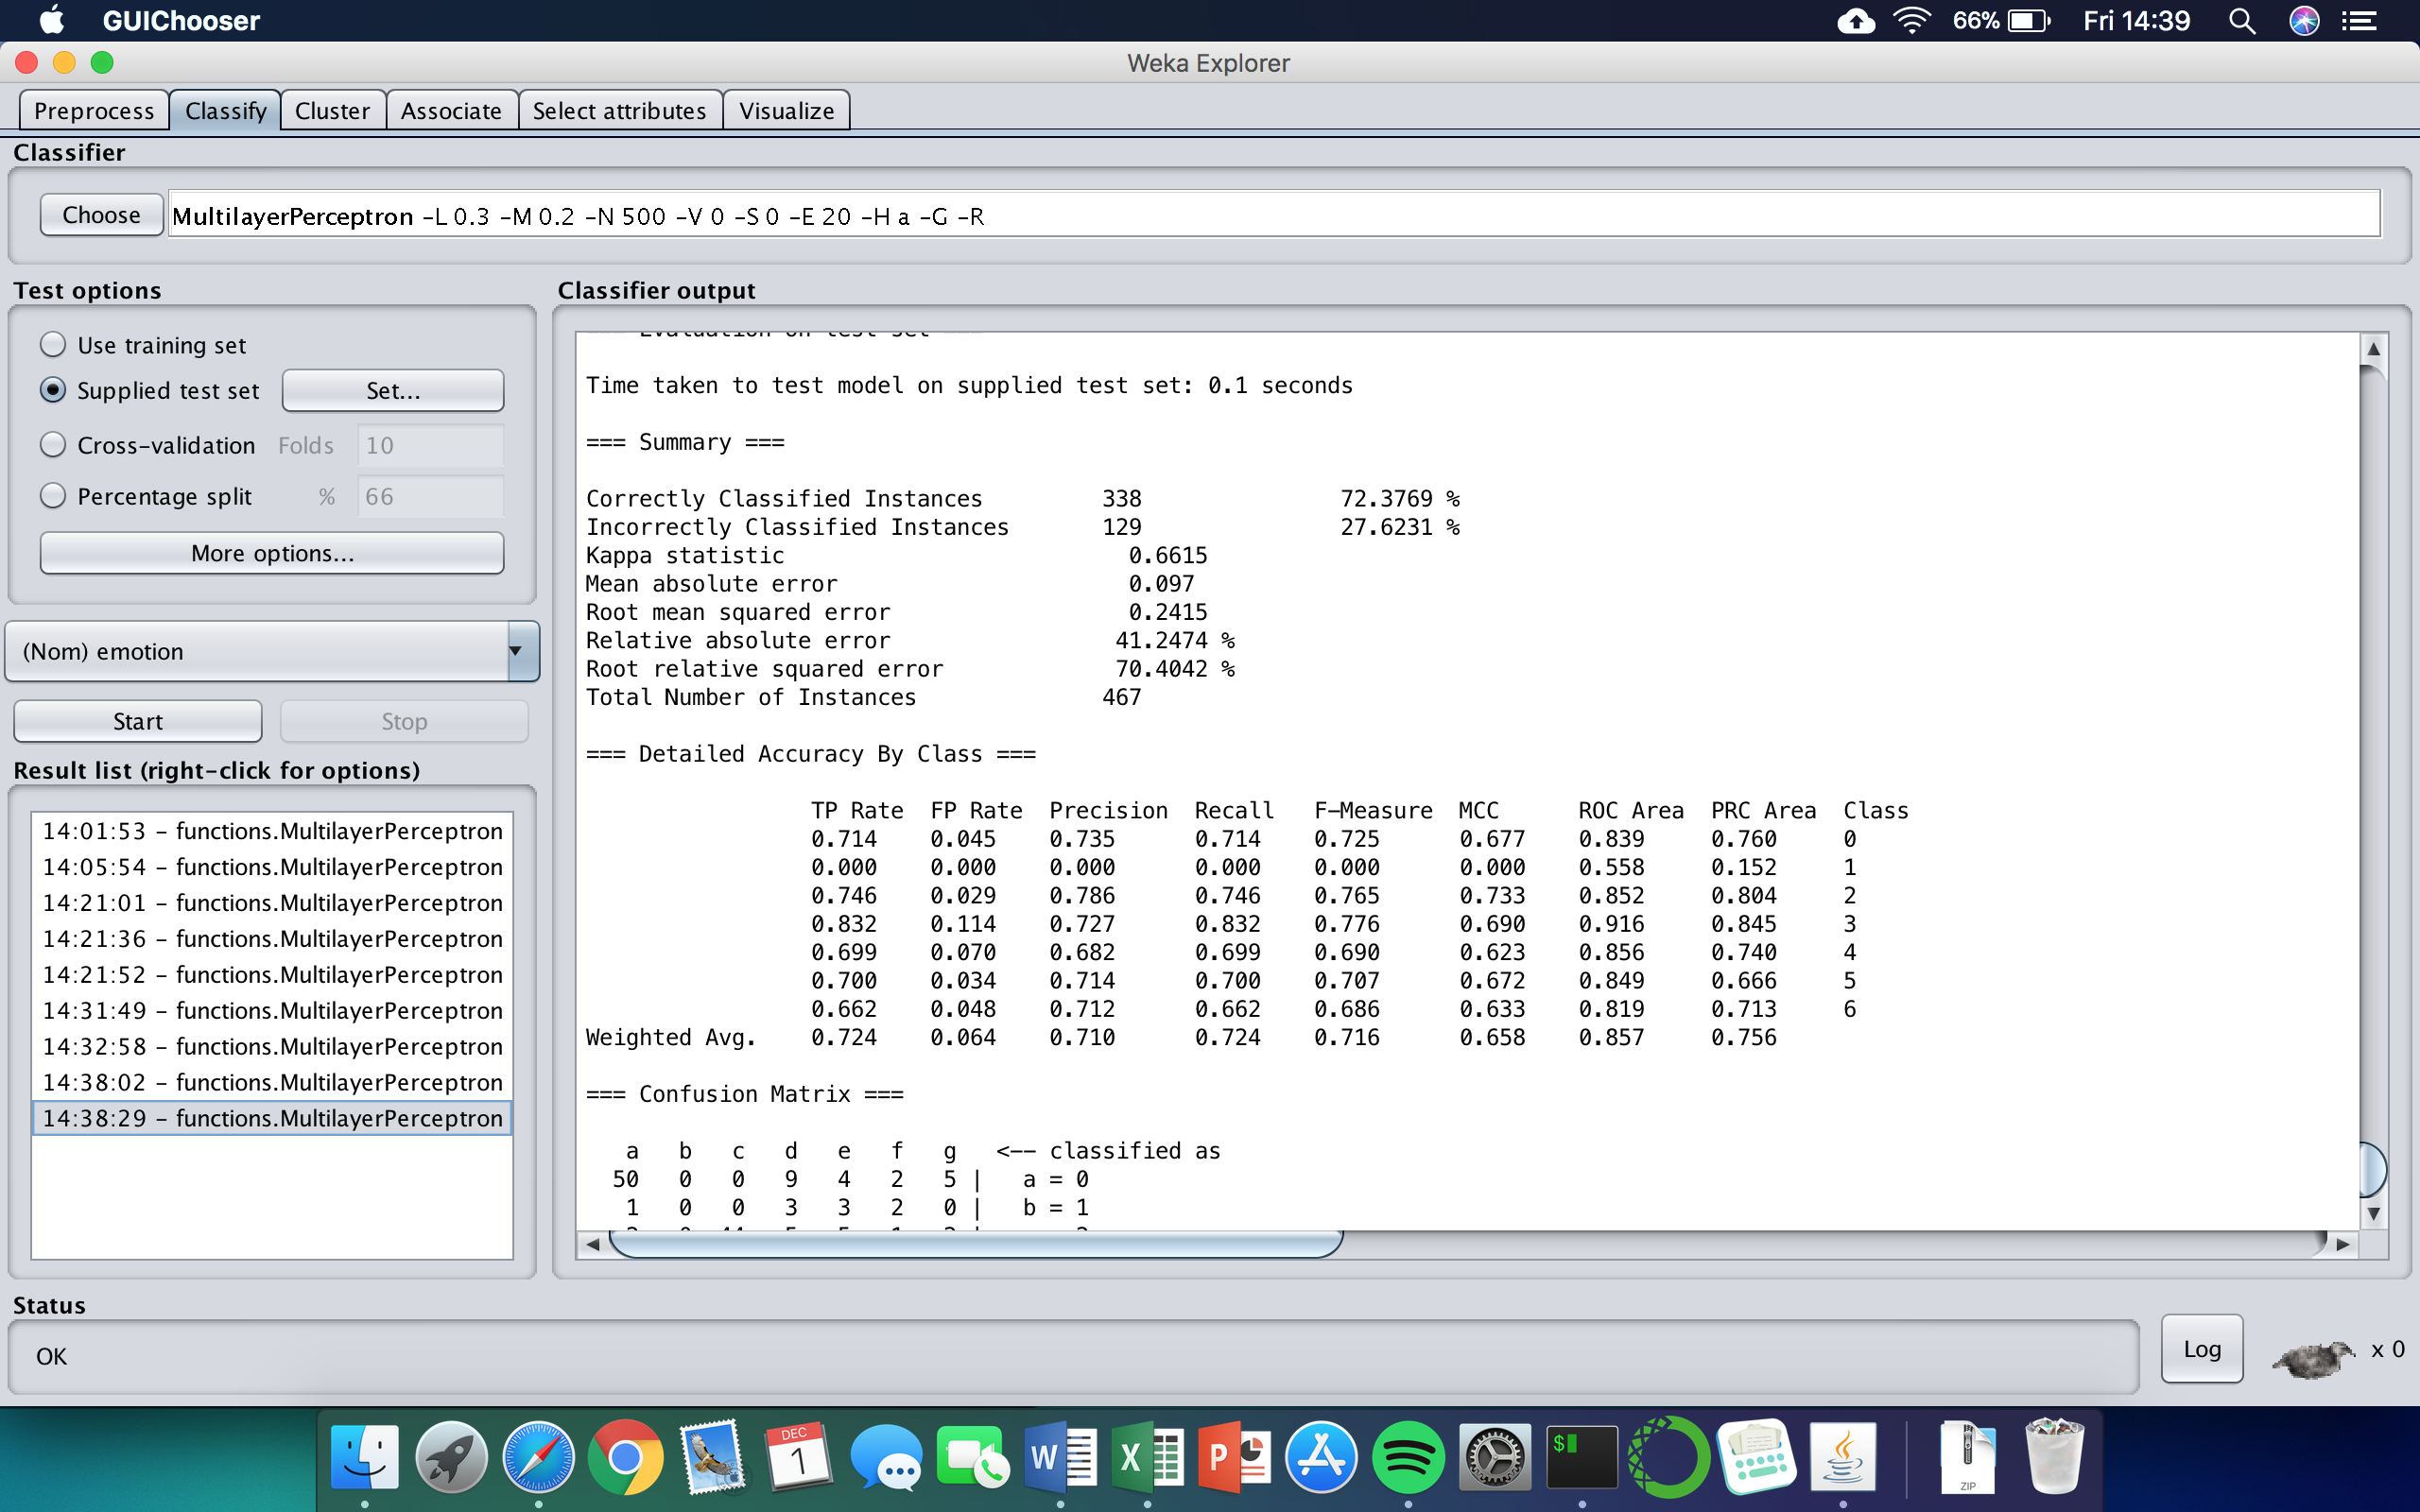 GUIChooser
66%
Fri 14:39
Weka Explorer
Preprocess Classify Cluster Associate Select attributes Visualize
Classifier
Choose
MultilayerPerceptron -L 0.3 -M 0.2 -N 500 -V 0 -S 0 -E 20 -H a -G -R
Test options
Use training set
Supplied test set Set...
Cross-validation Folds 10
Percentage split % 66
More options...
(Nom) emotion
Start Stop
Result list (right-click for options)
14:01:53 - functions.MultilayerPerceptron
14:05:54 - functions.MultilayerPerceptron
14:21:01 - functions.MultilayerPerceptron
14:21:36 - functions.MultilayerPerceptron
14:21:52 - functions.MultilayerPerceptron
14:31:49 - functions.MultilayerPerceptron
14:32:58 - functions.MultilayerPerceptron
14:38:02 - functions.MultilayerPerceptron
14:38:29 - functions.MultilayerPerceptron
Classifier output
=== Evaluation on test set ===
Time taken to test model on supplied test set: 0.1 seconds
=== Summary ===
Correctly Classified Instances 338 72.3769 %
Incorrectly Classified Instances 129 27.6231 %
Kappa statistic 0.6615
Mean absolute error 0.097
Root mean squared error 0.2415
Relative absolute error 41.2474 %
Root relative squared error 70.4042 %
Total Number of Instances 467
=== Detailed Accuracy By Class ===
TP Rate FP Rate Precision Recall F-Measure MCC ROC Area PRC Area Class
0.714 0.045 0.735 0.714 0.725 0.677 0.839 0.760 0
0.000 0.000 0.000 0.000 0.000 0.000 0.558 0.152 1
0.746 0.029 0.786 0.746 0.765 0.733 0.852 0.804 2
0.832 0.114 0.727 0.832 0.776 0.690 0.916 0.845 3
0.699 0.070 0.682 0.699 0.690 0.623 0.856 0.740 4
0.700 0.034 0.714 0.700 0.707 0.672 0.849 0.666 5
0.662 0.048 0.712 0.662 0.686 0.633 0.819 0.713 6
Weighted Avg. 0.724 0.064 0.710 0.724 0.716 0.658 0.857 0.756
=== Confusion Matrix ===
a b c d e f g <-- classified as
50 0 0 9 4 2 5 | a = 0
1 0 0 3 3 2 0 | b = 1
Status
OK
Log
x 0
DEC
1
W
X
P
$
ZIP